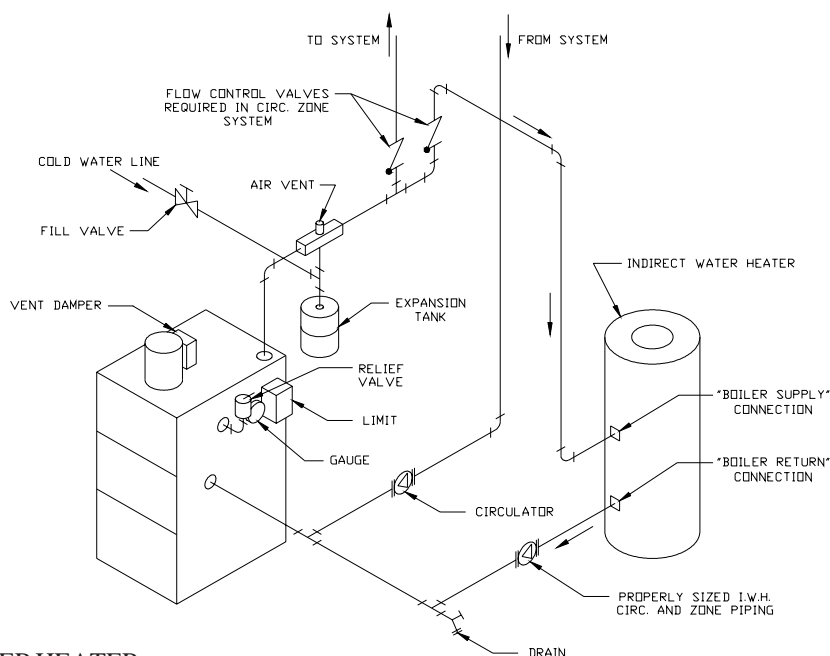 TO SYSTEM
FROM SYSTEM
FLOW CONTROL VALVES
REQUIRED IN CIRC. ZONE
SYSTEM
COLD WATER LINE
AIR VENT
FILL VALVE
INDIRECT WATER HEATER
VENT DAMPER
EXPANSION
TANK
RELIEF
VALVE
LIMIT
GAUGE
"BOILER SUPPLY"
CONNECTION
"BOILER RETURN"
CONNECTION
CIRCULATOR
PROPERLY SIZED I.W.H.
CIRC. AND ZONE PIPING
DRAIN